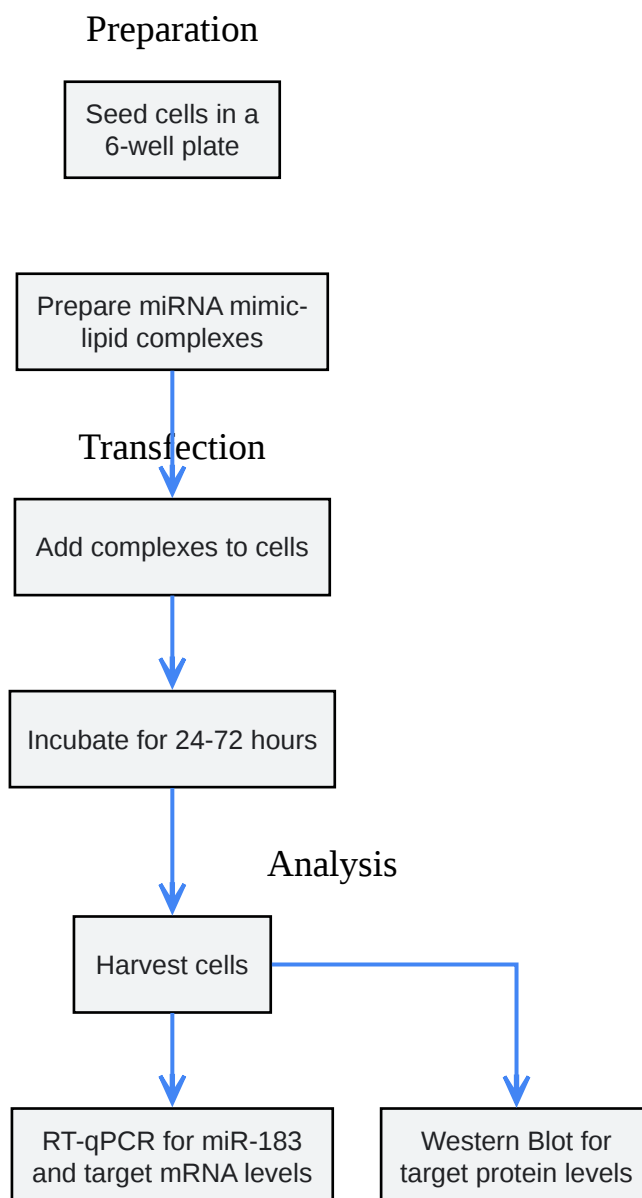 Preparation
Seed cells in a
6-well plate
Prepare miRNA mimic-
lipid complexes
Transfection
Add complexes to cells
Incubate for 24-72 hours
Analysis
Harvest cells
RT-qPCR for miR-183
and target mRNA levels
Western Blot for
target protein levels